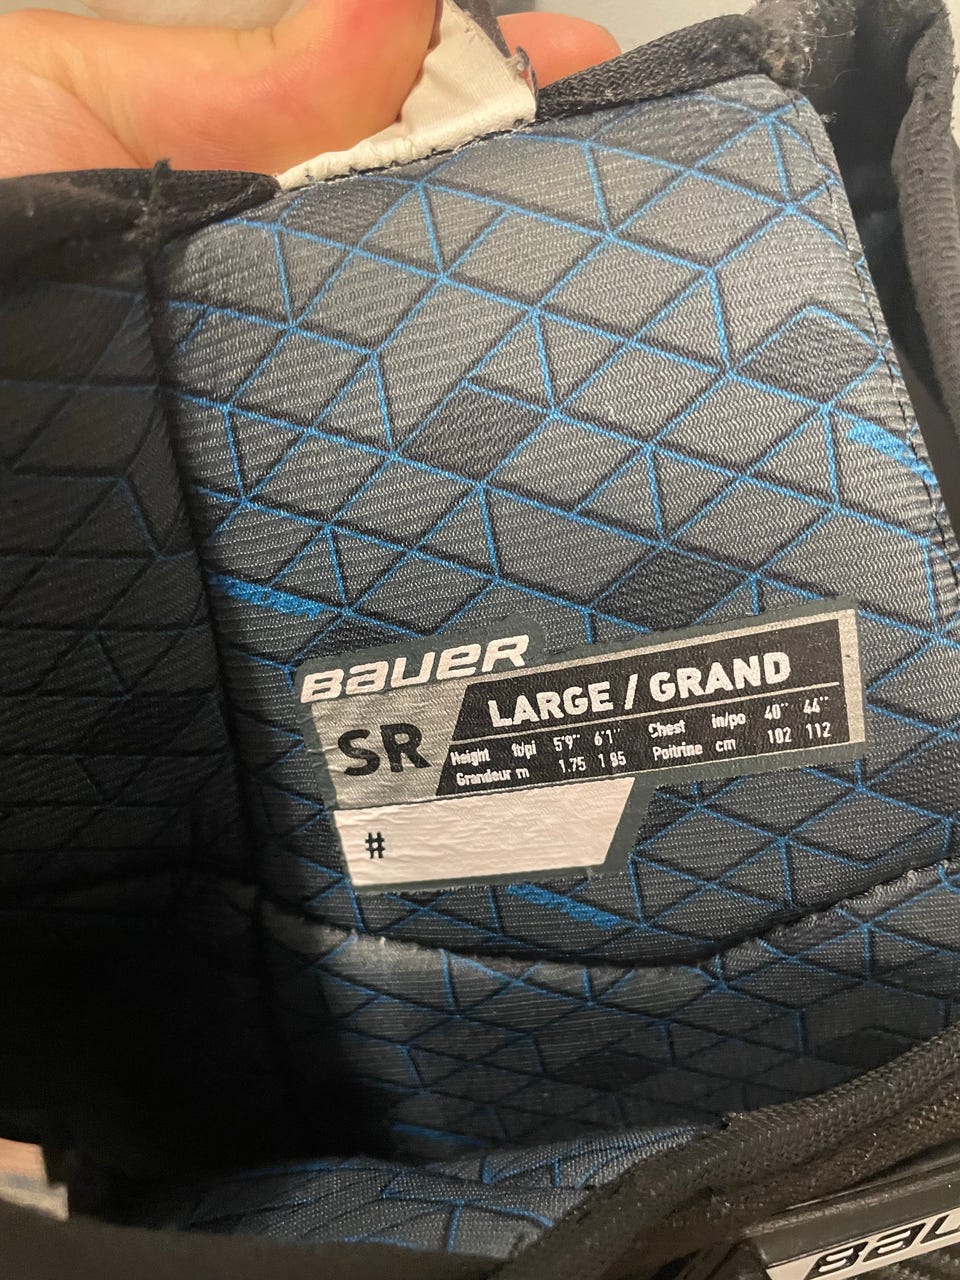 BAUER
SR
LARGE / GRAND
Height ft/pi 5'9'' 6'1'' Chest in/po 40'' 44''
Grandeur m 1.75 1.85 Poitrine cm 102 112
#
BAU